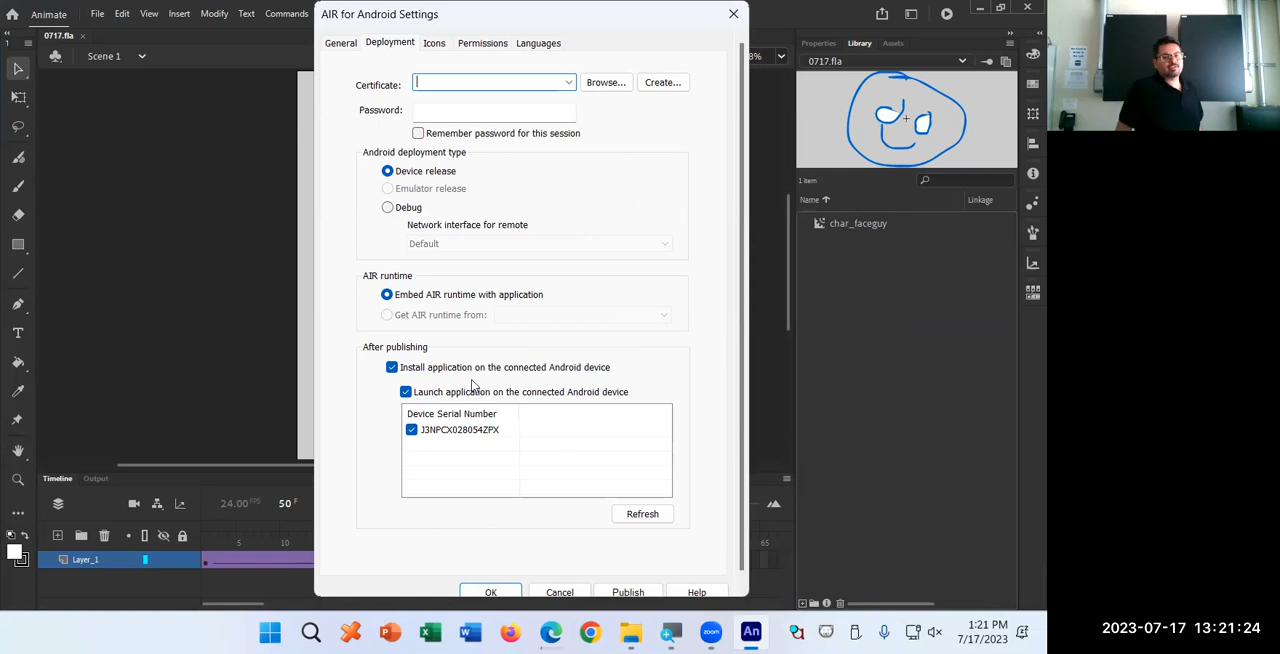 Animate
File
Edit
View
Insert
Modify
Text
Commands
0717.fla
Scene 1
AIR for Android Settings
General
Deployment
Icons
Permissions
Languages
Certificate:
Browse...
Create...
Password:
Remember password for this session
Android deployment type
Device release
Emulator release
Debug
Network interface for remote
Default
AIR runtime
Embed AIR runtime with application
Get AIR runtime from:
After publishing
Install application on the connected Android device
Launch application on the connected Android device
Device Serial Number
J3NPCX028054ZPX
Refresh
OK
Cancel
Publish
Help
8%
Properties
Library
Assets
0717.fla
1 item
Name
Linkage
char_faceguy
Timeline
Output
24.00 FPS
50 F
5
10
65
Layer_1
1:21 PM
7/17/2023
zoom
An
2023-07-17 13:21:24